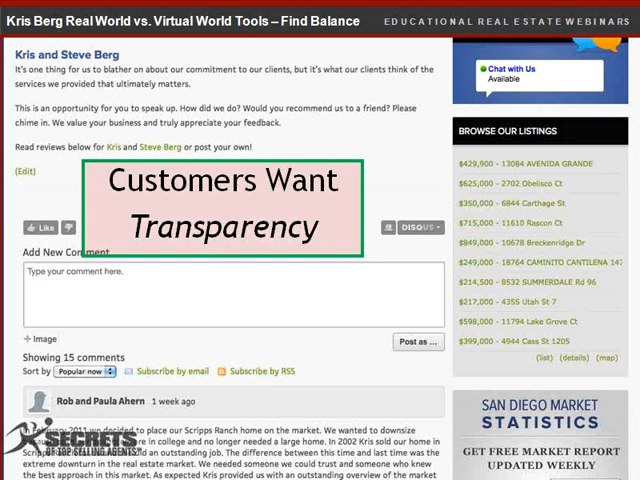 Kris Berg Real World vs. Virtual World Tools – Find Balance
EDUCATIONAL REAL ESTATE WEBINARS
Kris and Steve Berg
It's one thing for us to blather on about our commitment to our clients, but it's what our clients think of the
services we provided that ultimately matters.
This is an opportunity for you to speak up. How did we do? Would you recommend us to a friend? Please
chime in. We value your business and truly appreciate your feedback.
Read reviews below for Kris and Steve Berg or post your own!
(Edit)
Customers Want
Transparency
Like
DISQUS
Add New Comment
Type your comment here.
Image
Post as ...
Showing 15 comments
Sort by Popular now
Subscribe by email
Subscribe by RSS
Rob and Paula Ahern 1 week ago
In February 2011 we decided to place our Scripps Ranch home on the market. We wanted to downsize
are in college and no longer needed a large home. In 2002 Kris sold our home in
an outstanding job. The difference between this time and last time was the
extreme downturn in the real estate market. We needed someone we could trust and someone who knew
the best approach in this market. As expected Kris provided us with an outstanding overview of the market
SECRETS
OF TOP SELLING AGENTS
Chat with Us
Available
BROWSE OUR LISTINGS
$429,900 - 13084 AVENIDA GRANDE
$625,000 - 2702 Obelisco Ct
$350,000 - 6844 Carthage St
$715,000 - 11610 Rascon Ct
$849,000 - 10678 Breckenridge Dr
$249,000 - 18764 CAMINITO CANTILENA 147
$214,500 - 8532 SUMMERDALE Rd 96
$217,000 - 4355 Utah St 7
$598,000 - 11794 Lake Grove Ct
$399,000 - 4944 Cass St 1205
(list) (details) (map)
SAN DIEGO MARKET
STATISTICS
GET FREE MARKET REPORT
UPDATED WEEKLY